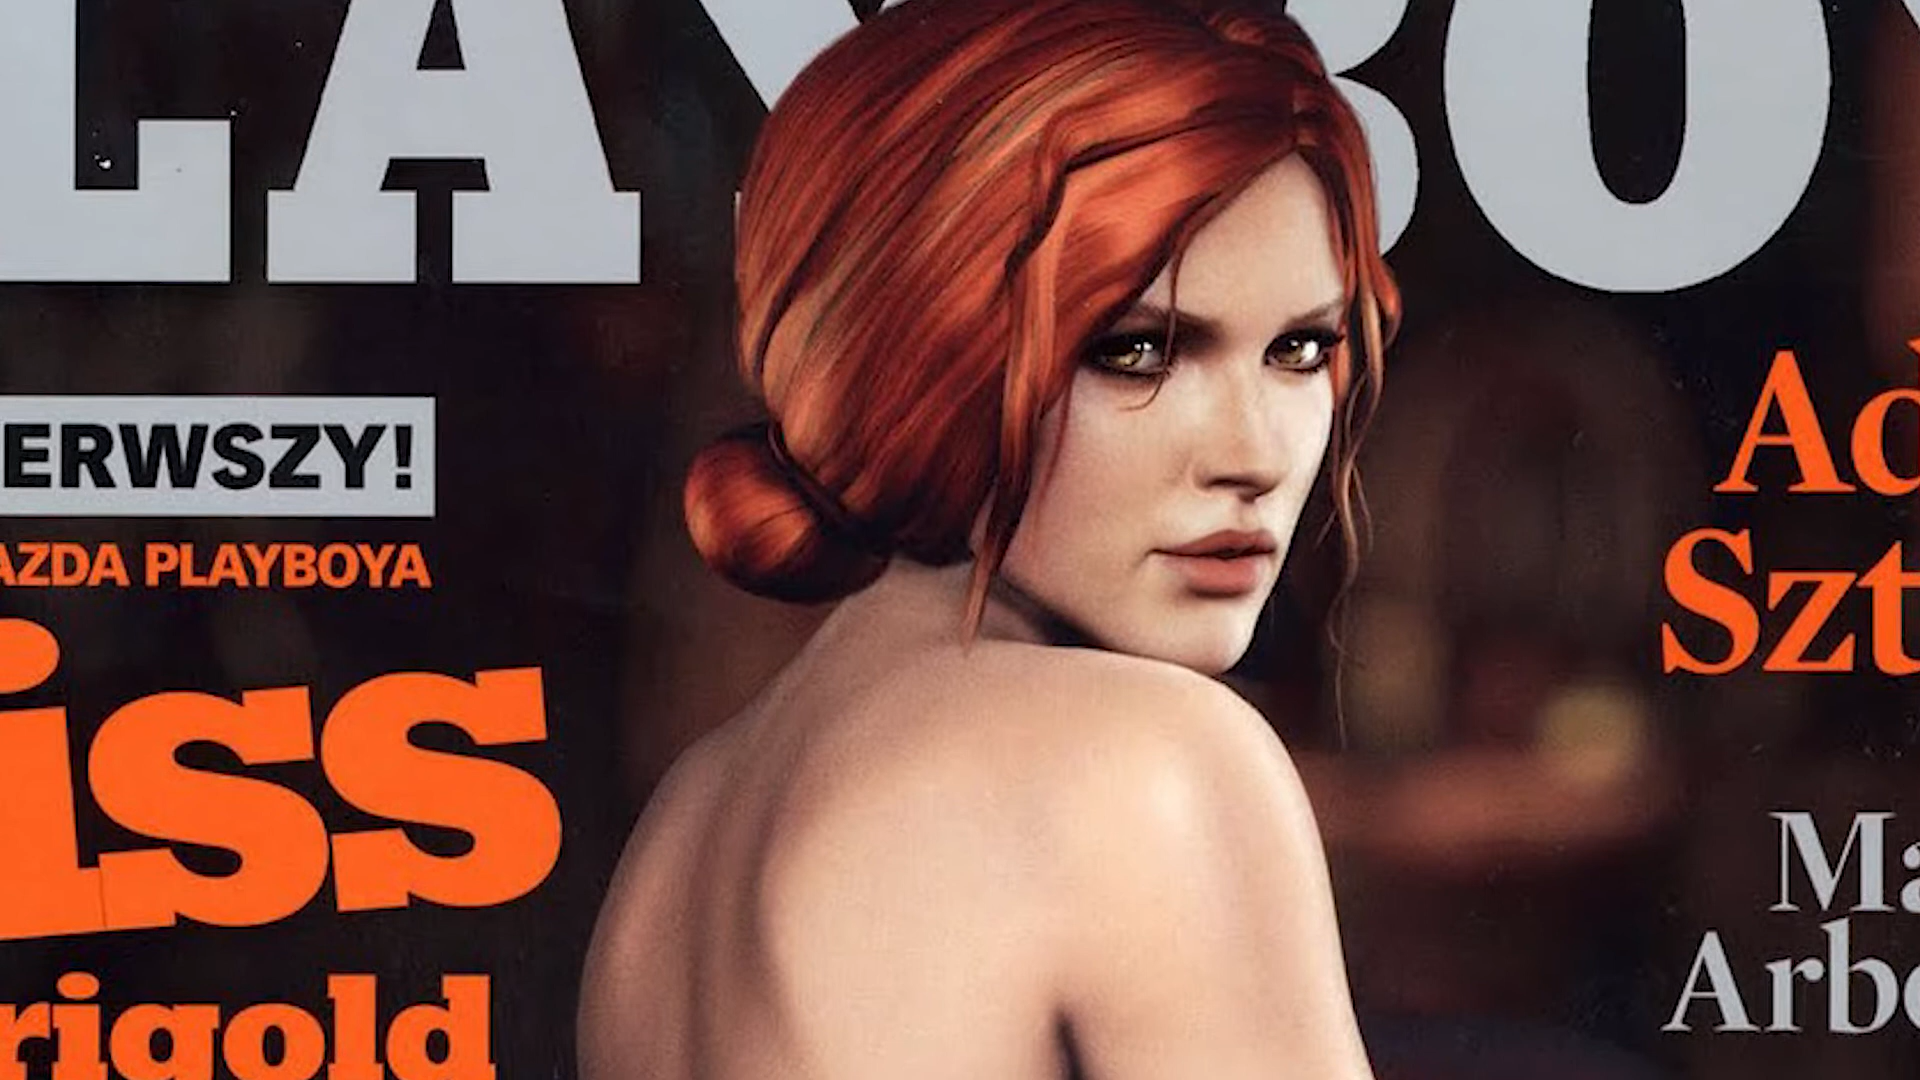 LAYBO
ERWSZY!
AZDA PLAYBOYA
iss
rigold
Ad
Szt
Ma
Arbo